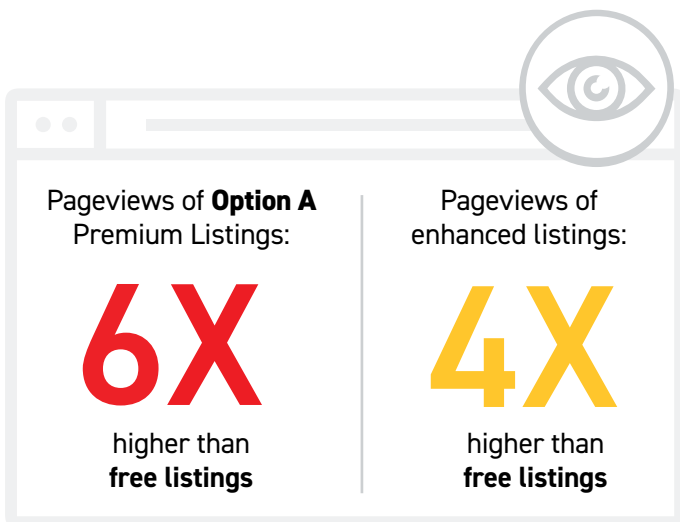 Pageviews of Option A
Premium Listings:
6X
higher than
free listings
Pageviews of
enhanced listings:
4X
higher than
free listings